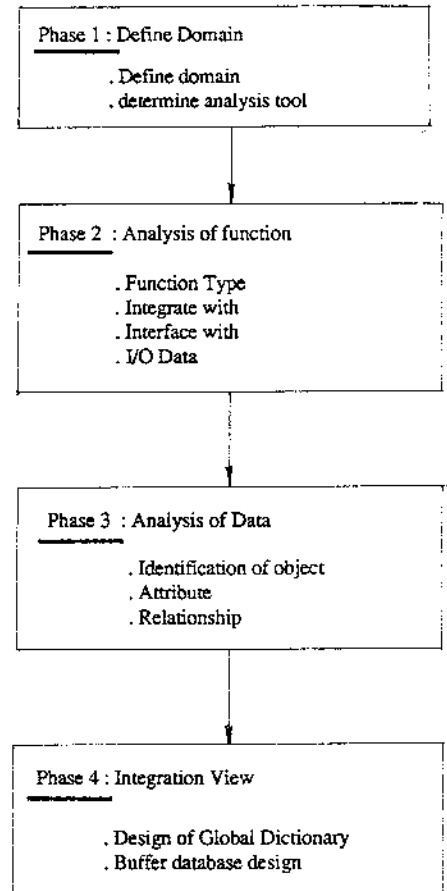 Phase 1 : Define Domain
. Define domain
. determine analysis tool
Phase 2 : Analysis of function
. Function Type
. Integrate with
. Interface with
. I/O Data
Phase 3 : Analysis of Data
. Identification of object
. Attribute
. Relationship
Phase 4 : Integration View
. Design of Global Dictionary
. Buffer database design